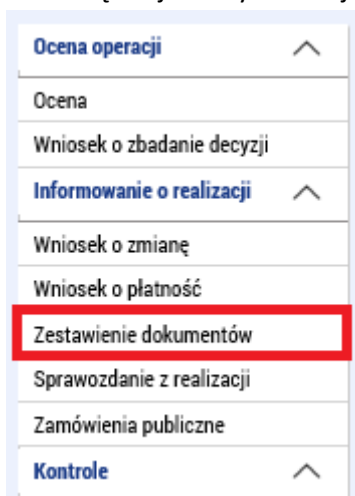 Ocena operacji
Ocena
Wniosek o zbadanie decyzji
Informowanie o realizacji
Wniosek o zmianę
Wniosek o płatność
Zestawienie dokumentów
Sprawozdanie z realizacji
Zamówienia publiczne
Kontrole